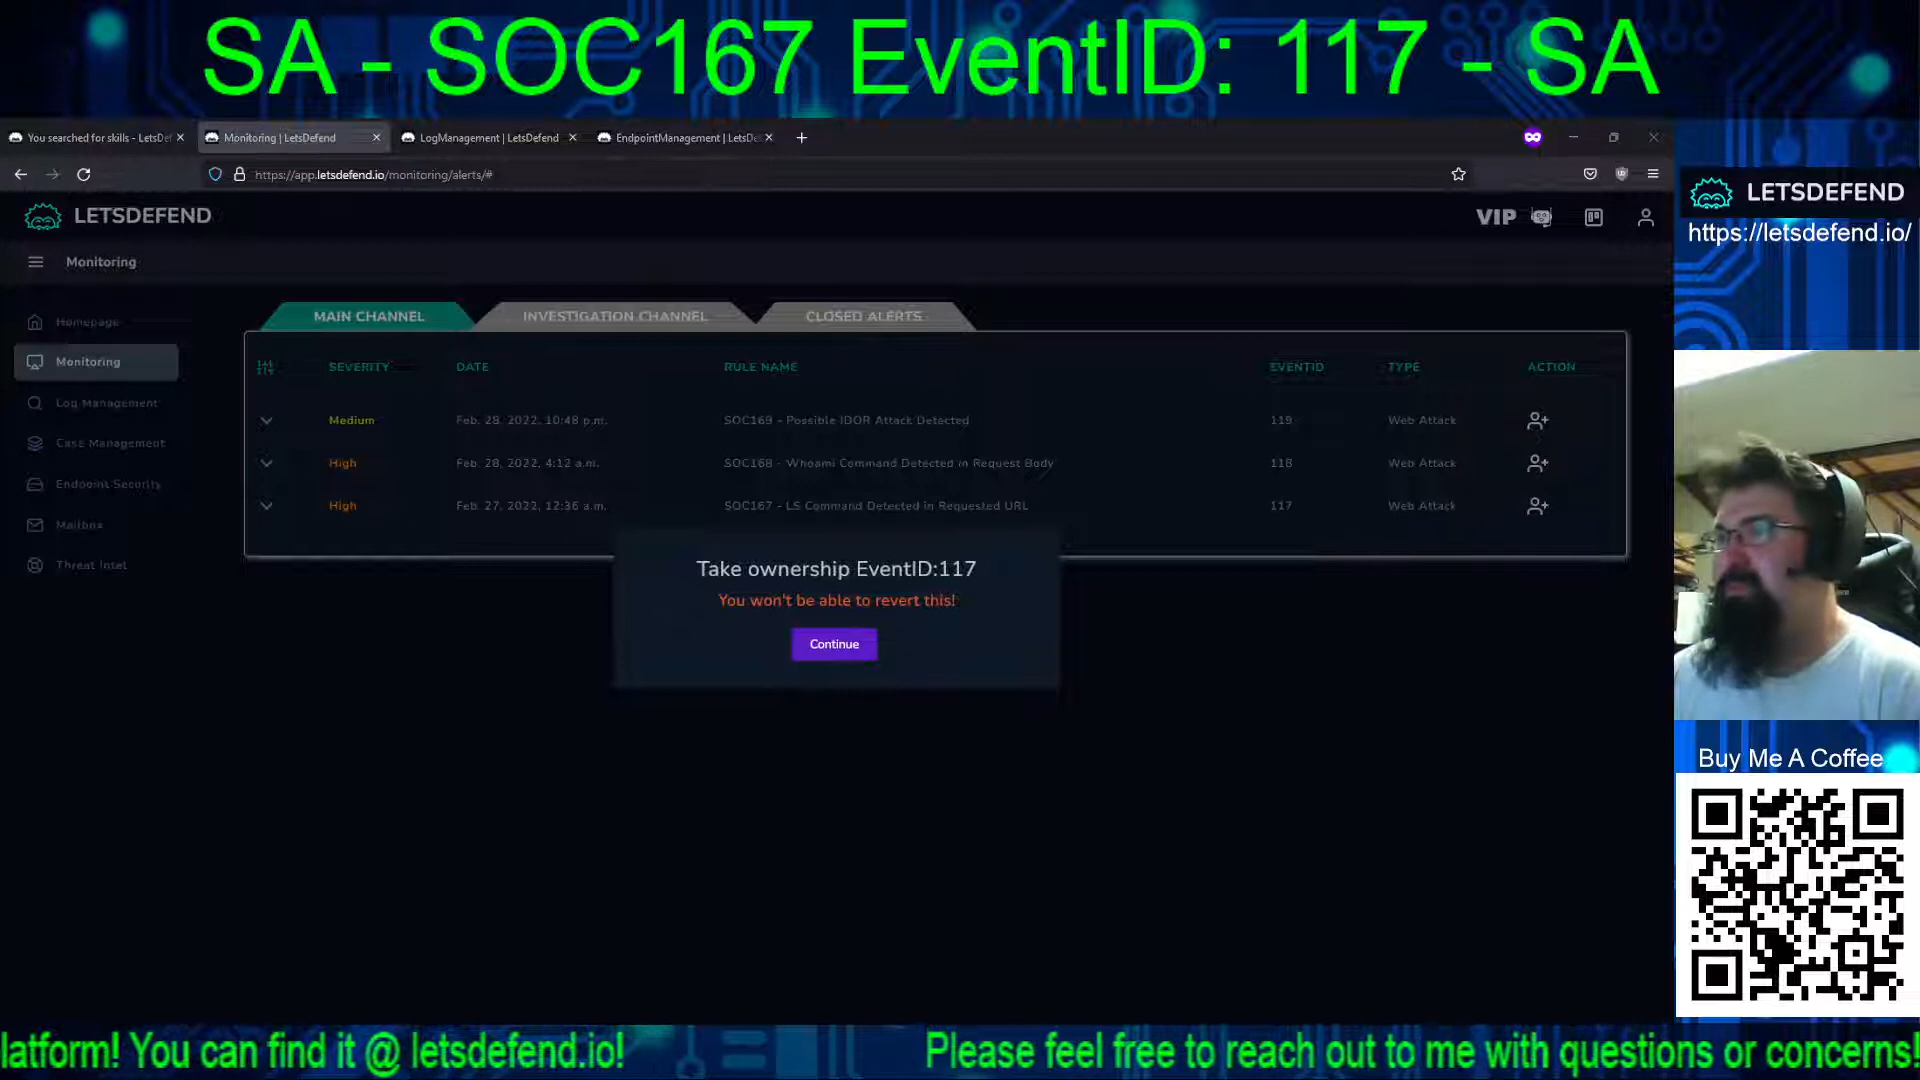 SA - SOC167 EventID: 117 - SA
You searched for skills - LetsDef
Monitoring | LetsDefend
LogManagement | LetsDefend
EndpointManagement | LetsDe
https://app.letsdefend.io/monitoring/alerts/#
LETSDEFEND
VIP
LETSDEFEND
https://letsdefend.io/
Monitoring
Homepage
Monitoring
Log Management
Case Management
Endpoint Security
Mailbox
Threat Intel
MAIN CHANNEL
INVESTIGATION CHANNEL
CLOSED ALERTS
SEVERITY DATE RULE NAME EVENTID TYPE ACTION
Medium Feb. 28, 2022, 10:48 p.m. SOC169 - Possible IDOR Attack Detected 119 Web Attack
High Feb. 28, 2022, 4:12 a.m. SOC168 - Whoami Command Detected in Request Body 118 Web Attack
High Feb. 27, 2022, 12:36 a.m. SOC167 - LS Command Detected in Requested URL 117 Web Attack
Take ownership EventID:117
You won't be able to revert this!
Continue
Buy Me A Coffee
latform! You can find it @ letsdefend.io!
Please feel free to reach out to me with questions or concerns!